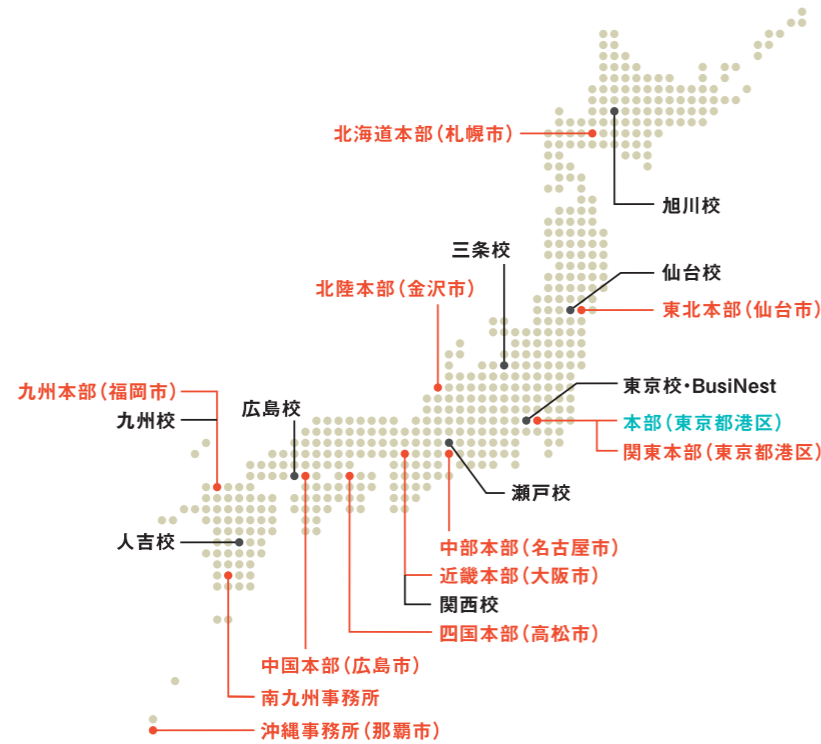 北海道本部（札幌市）
旭川校
三条校
仙台校
北陸本部（金沢市）
東北本部（仙台市）
九州本部（福岡市）
東京校・BusiNest
広島校
九州校
本部（東京都港区）
関東本部（東京都港区）
瀬戸校
人吉校
中部本部（名古屋市）
近畿本部（大阪市）
関西校
四国本部（高松市）
中国本部（広島市）
南九州事務所
沖縄事務所（那覇市）